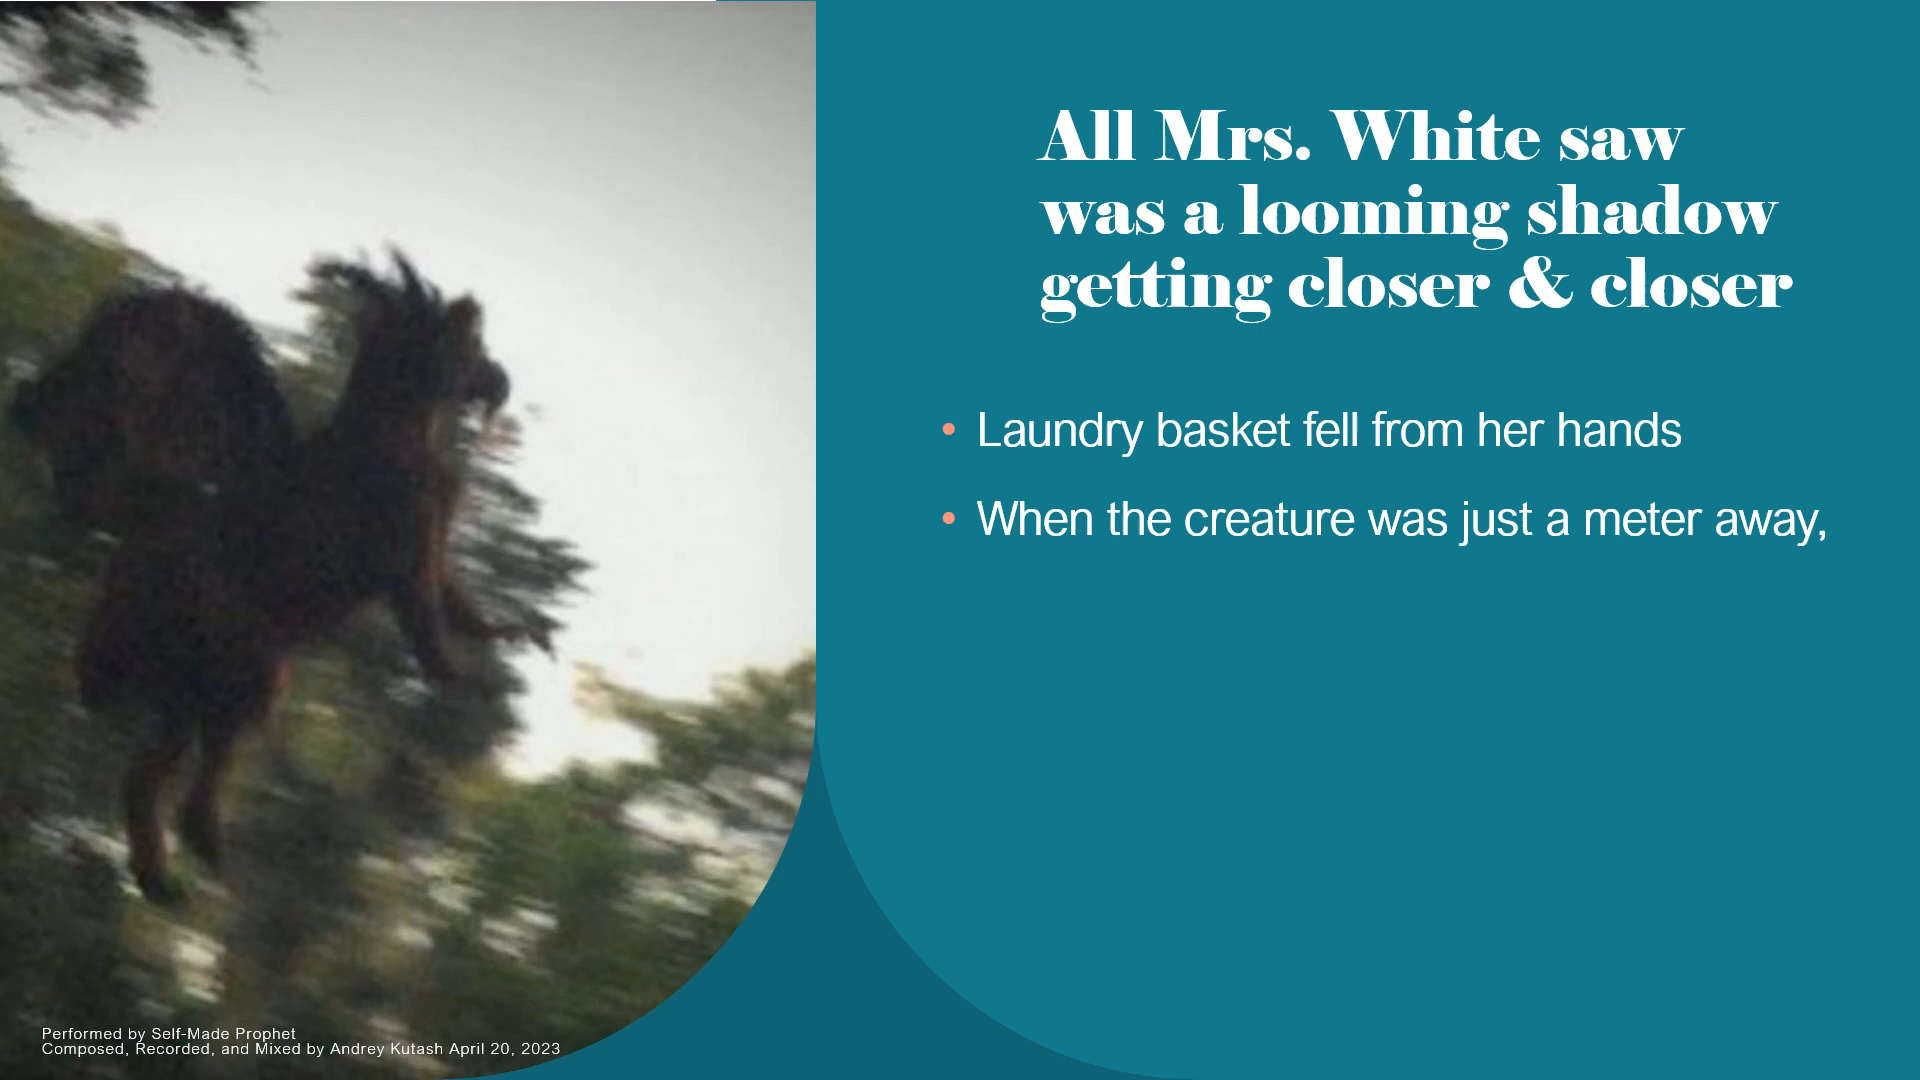 All Mrs. White saw
was a looming shadow
getting closer & closer
• Laundry basket fell from her hands
• When the creature was just a meter away,
Performed by Self-Made Prophet
Composed, Recorded, and Mixed by Andrey Kutash April 20, 2023